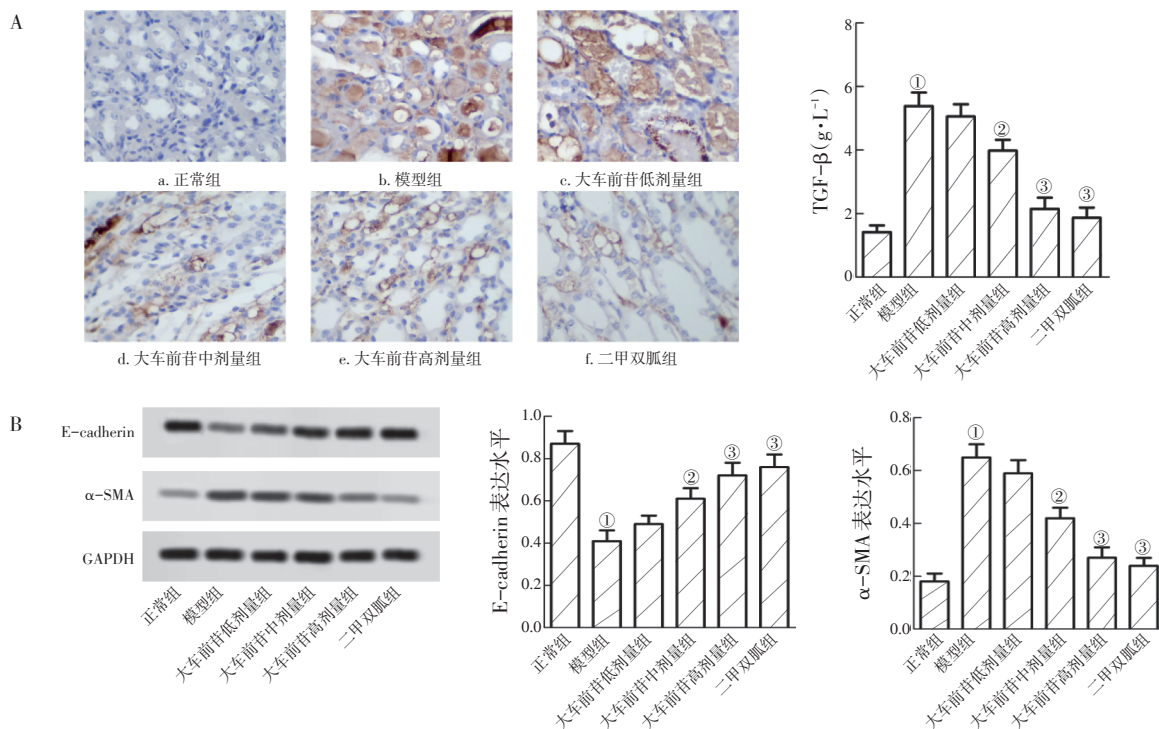 A
a. 正常组
b. 模型组
c. 大车前苷低剂量组
d. 大车前苷中剂量组
e. 大车前苷高剂量组
f. 二甲双胍组
TGF-β(g·L⁻¹)
8
6
4
2
0
①
②
③
③
正常组
模型组
大车前苷低剂量组
大车前苷中剂量组
大车前苷高剂量组
二甲双胍组
B
E-cadherin
α-SMA
GAPDH
正常组
模型组
大车前苷低剂量组
大车前苷中剂量组
大车前苷高剂量组
二甲双胍组
E-cadherin 表达水平
1.0
0.8
0.6
0.4
0.2
0.0
①
②
③
③
正常组
模型组
大车前苷低剂量组
大车前苷中剂量组
大车前苷高剂量组
二甲双胍组
α-SMA 表达水平
0.8
0.6
0.4
0.2
0.0
①
②
③
③
正常组
模型组
大车前苷低剂量组
大车前苷中剂量组
大车前苷高剂量组
二甲双胍组